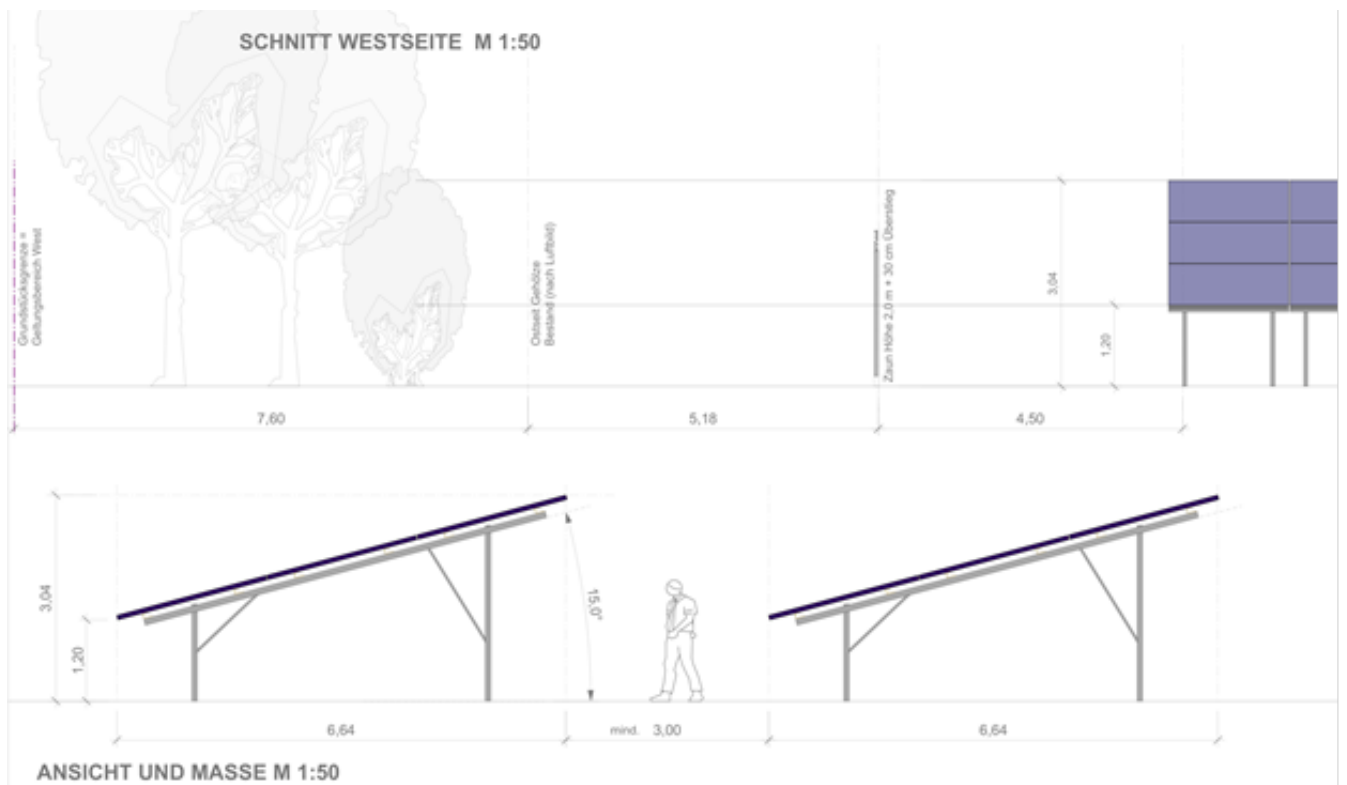 SCHNITT WESTSEITE M 1:50
Grundstücksgrenze =
Geltungsbereich West
Ostseit Gehölze
Bestand (nach Luftbild)
Zaun Höhe 2.0 m + 30 cm Überstieg
3,04
1,20
7,60
5,18
4,50
3,04
1,20
15,0°
6,64
mind. 3,00
6,64
ANSICHT UND MASSE M 1:50